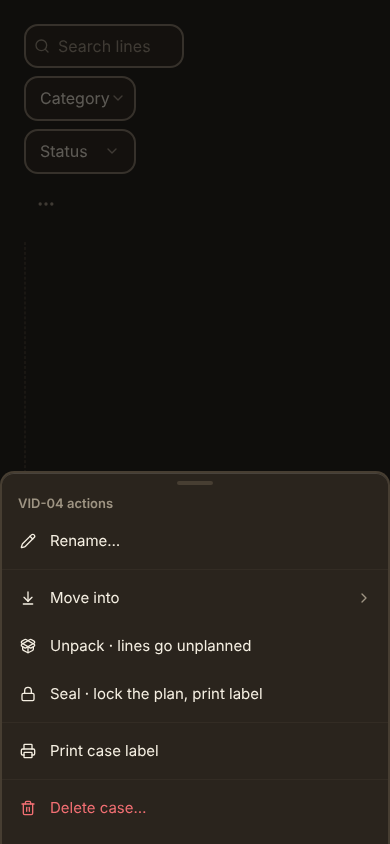 Search lines
Category
Status
...
VID-04 actions
Rename...
Move into
Unpack · lines go unplanned
Seal · lock the plan, print label
Print case label
Delete case...